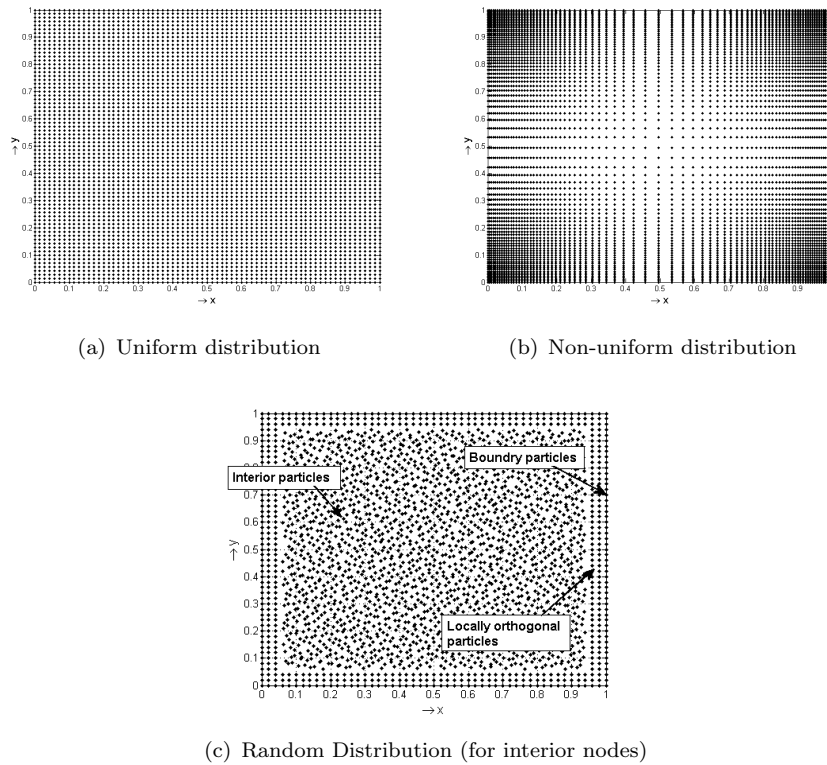 1
0.9
0.8
0.7
0.6
0.5
0.4
0.3
0.2
0.1
0
→ y
0 0.1 0.2 0.3 0.4 0.5 0.6 0.7 0.8 0.9 1
→ x
(a) Uniform distribution
1
0.9
0.8
0.7
0.6
0.5
0.4
0.3
0.2
0.1
0
→ y
0 0.1 0.2 0.3 0.4 0.5 0.6 0.7 0.8 0.9
→ x
(b) Non-uniform distribution
1
0.9
0.8
0.7
0.6
0.5
0.4
0.3
0.2
0.1
0
→ y
Interior particles
Boundry particles
Locally orthogonal
particles
0 0.1 0.2 0.3 0.4 0.5 0.6 0.7 0.8 0.9 1
→ x
(c) Random Distribution (for interior nodes)